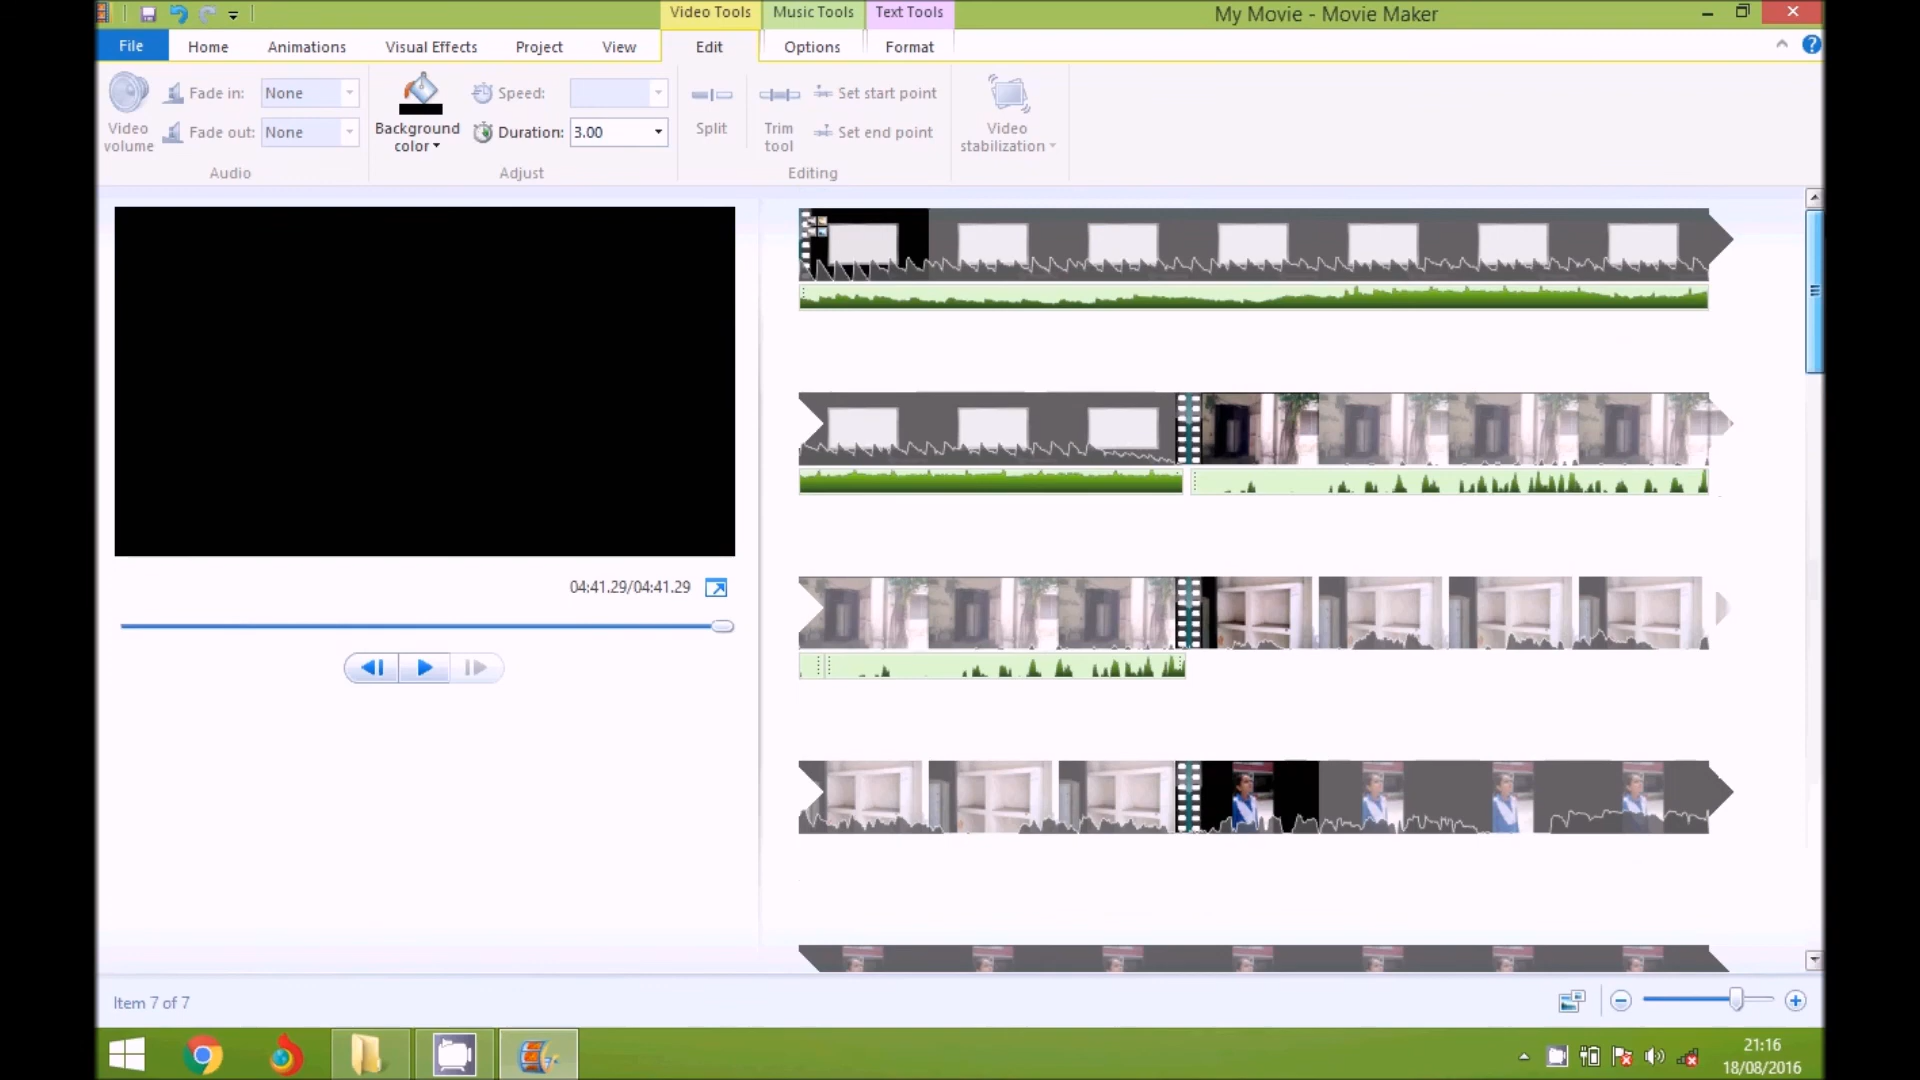 Video Tools Music Tools Text Tools My Movie - Movie Maker
File Home Animations Visual Effects Project View Edit Options Format
Fade in: None Speed: Set start point
Video volume Fade out: None Background color Duration: 3.00 Split Trim tool Set end point Video stabilization
Audio Adjust Editing
04:41.29/04:41.29
Item 7 of 7
21:16
18/08/2016